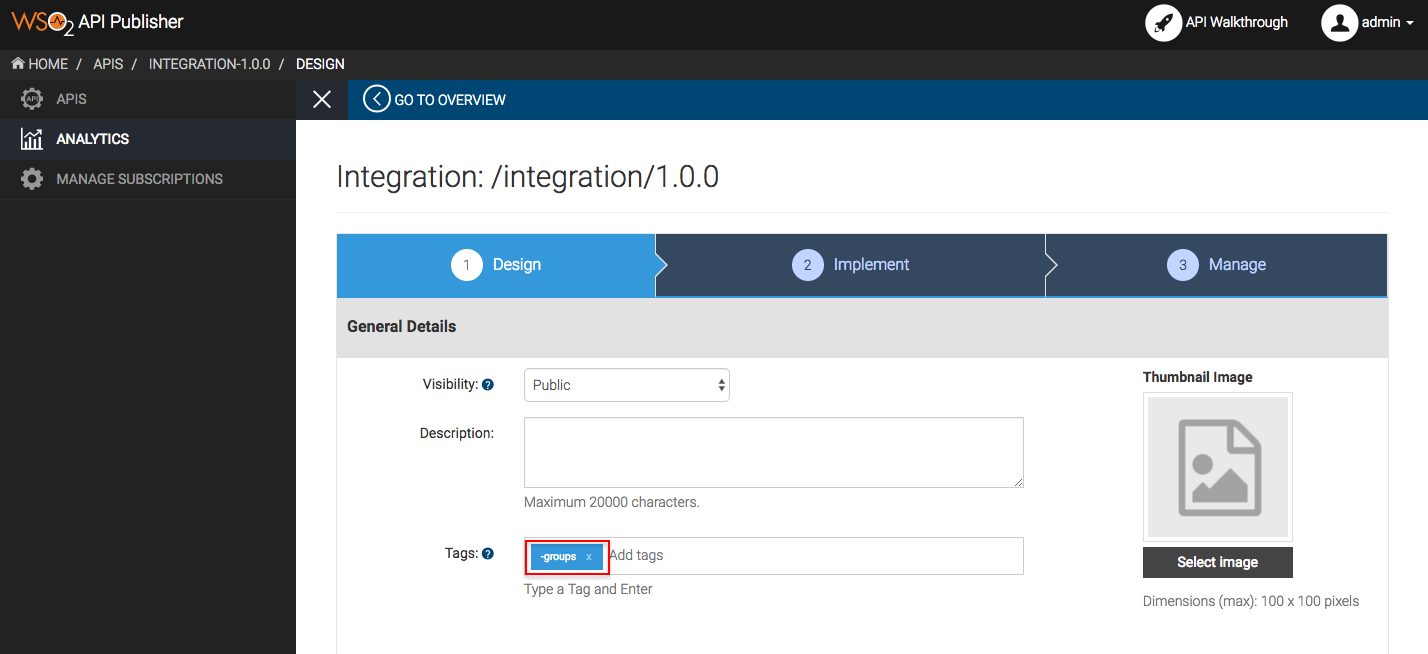 WSO2 API Publisher
API Walkthrough
admin
HOME / APIS / INTEGRATION-1.0.0 / DESIGN
API APIS
ANALYTICS
MANAGE SUBSCRIPTIONS
GO TO OVERVIEW
Integration: /integration/1.0.0
1 Design
2 Implement
3 Manage
General Details
Visibility: ?
Public
Description:
Maximum 20000 characters.
Tags: ?
-groups x
Add tags
Type a Tag and Enter
Thumbnail Image
Select image
Dimensions (max): 100 x 100 pixels